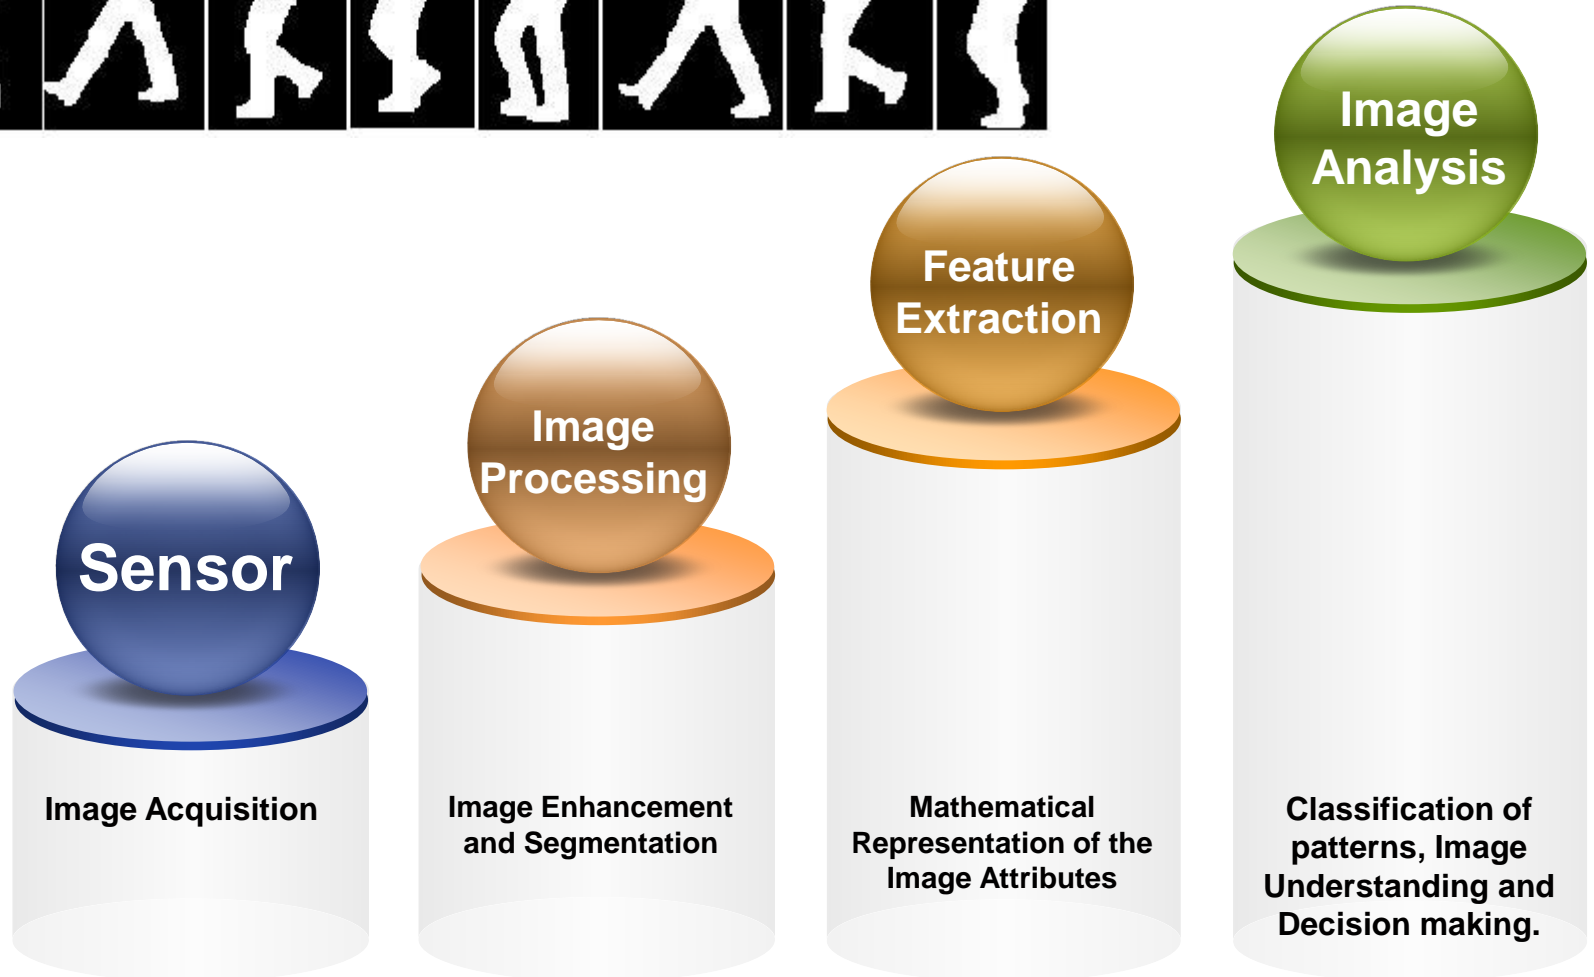 Sensor
Image Acquisition
Image
Processing
Image Enhancement
and Segmentation
Feature
Extraction
Mathematical
Representation of the
Image Attributes
Image
Analysis
Classification of
patterns, Image
Understanding and
Decision making.